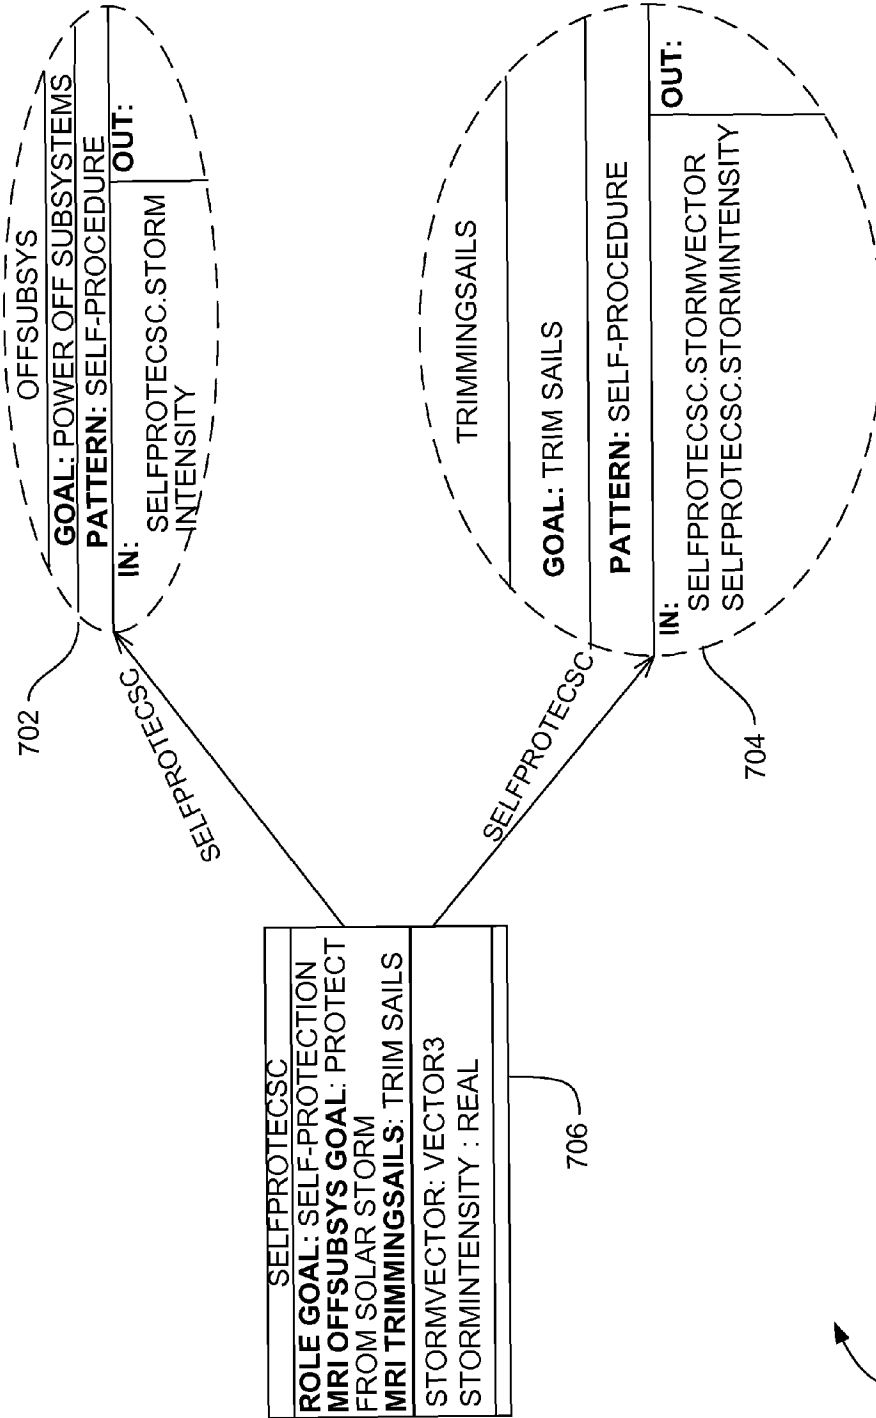 OFFSUBSYS
GOAL: POWER OFF SUBSYSTEMS
PATTERN: SELF-PROCEDURE
IN:
OUT:
SELFPROTECSC.STORM
INTENSITY
702
SELFPROTECSC
SELFPROTECSC
ROLE GOAL: SELF-PROTECTION
MRI OFFSUBSYS GOAL: PROTECT
FROM SOLAR STORM
MRI TRIMMINGSAILS: TRIM SAILS
STORMVECTOR: VECTOR3
STORMINTENSITY : REAL
706
SELFPROTECSC
TRIMMINGSAILS
GOAL: TRIM SAILS
PATTERN: SELF-PROCEDURE
IN:
OUT:
SELFPROTECSC.STORMVECTOR
SELFPROTECSC.STORMINTENSITY
704